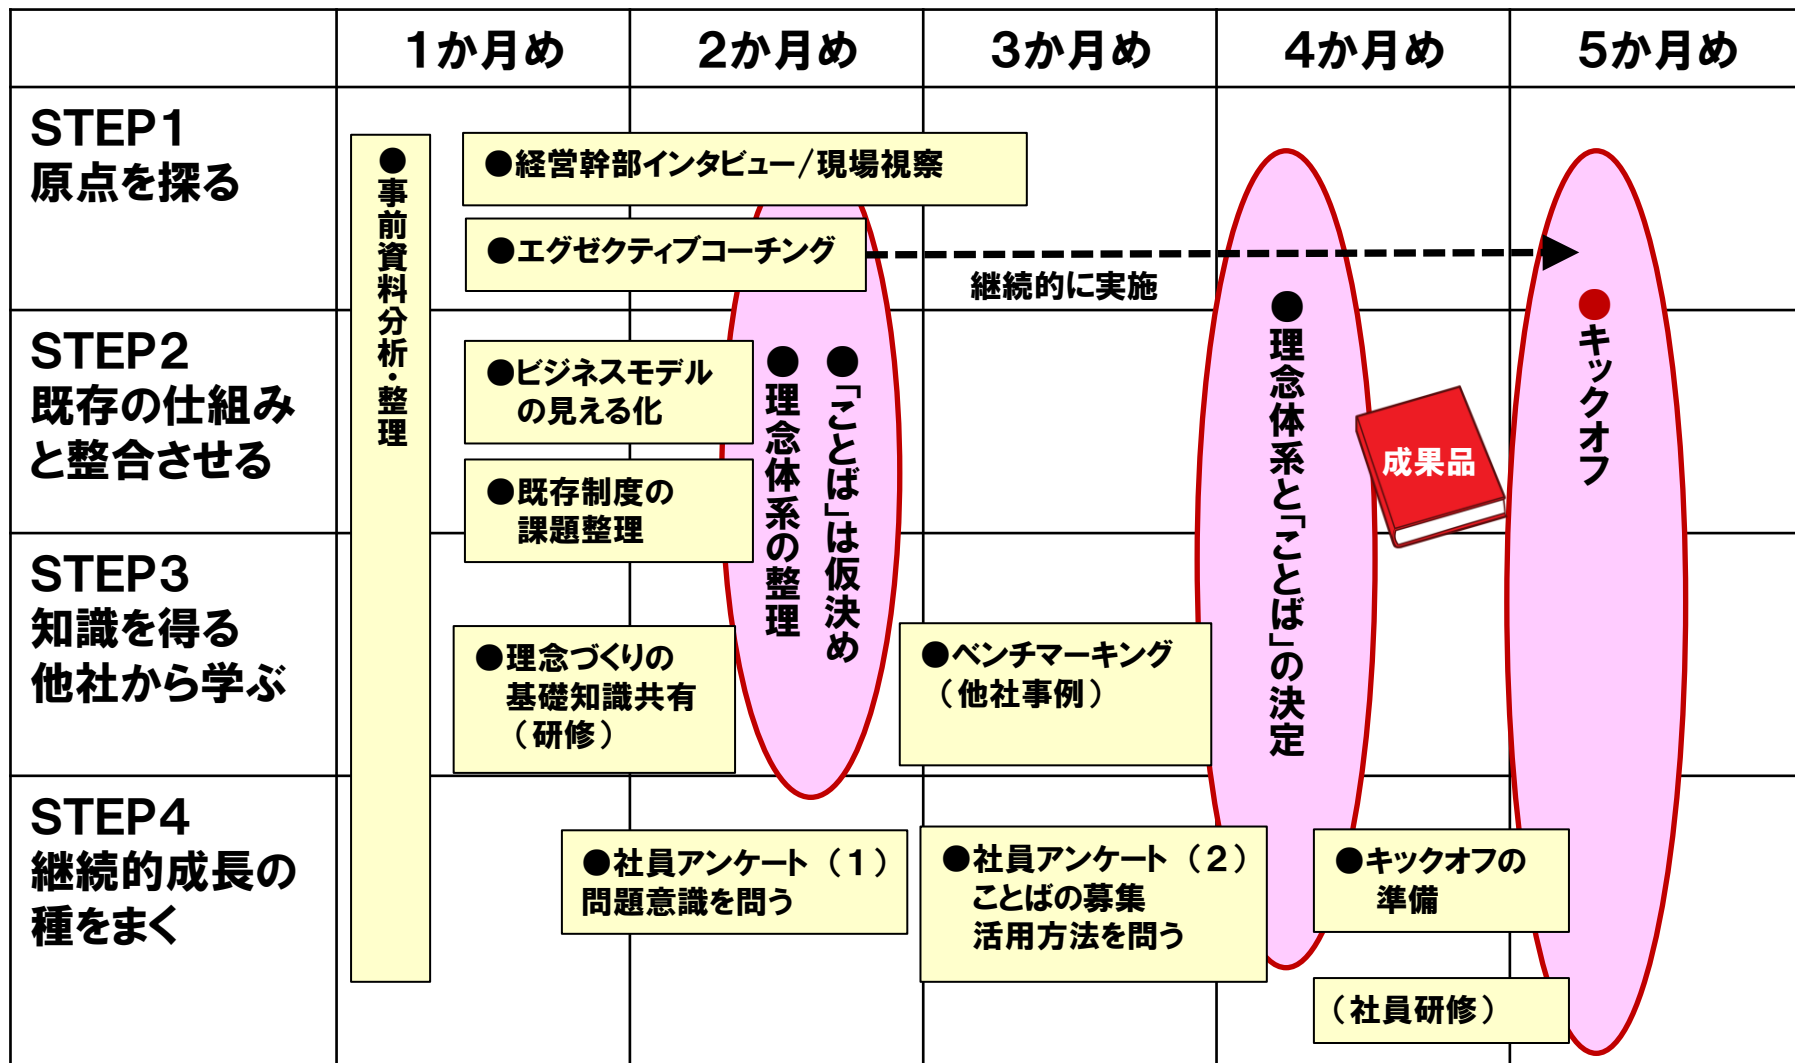 1か月め
2か月め
3か月め
4か月め
5か月め
STEP1
原点を探る
●事前資料分析・整理
●経営幹部インタビュー/現場視察
●エグゼクティブコーチング
継続的に実施
STEP2
既存の仕組み
と整合させる
●ビジネスモデル
の見える化
●既存制度の
課題整理
●「ことば」は仮決め
●理念体系の整理
●理念体系と「ことば」の決定
成果品
●キックオフ
STEP3
知識を得る
他社から学ぶ
●理念づくりの
基礎知識共有
(研修)
●ベンチマーキング
(他社事例)
STEP4
継続的成長の
種をまく
●社員アンケート(1)
問題意識を問う
●社員アンケート(2)
ことばの募集
活用方法を問う
●キックオフの
準備
(社員研修)